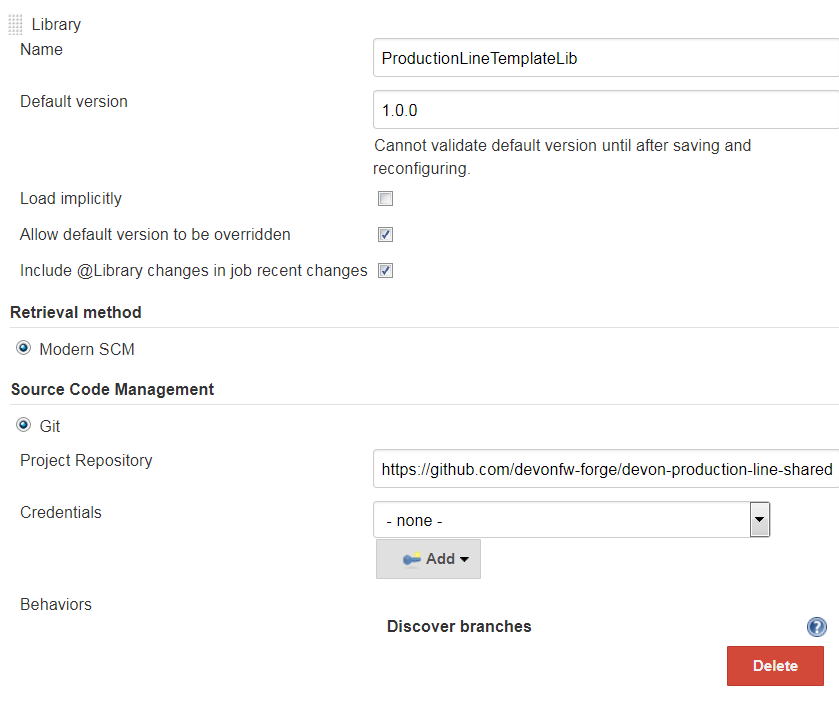 Library
Name
ProductionLineTemplateLib
Default version
1.0.0
Cannot validate default version until after saving and
reconfiguring.
Load implicitly
Allow default version to be overridden
Include @Library changes in job recent changes
Retrieval method
Modern SCM
Source Code Management
Git
Project Repository
https://github.com/devonfw-forge/devon-production-line-shared
Credentials
- none -
Add
Behaviors
Discover branches
?
Delete